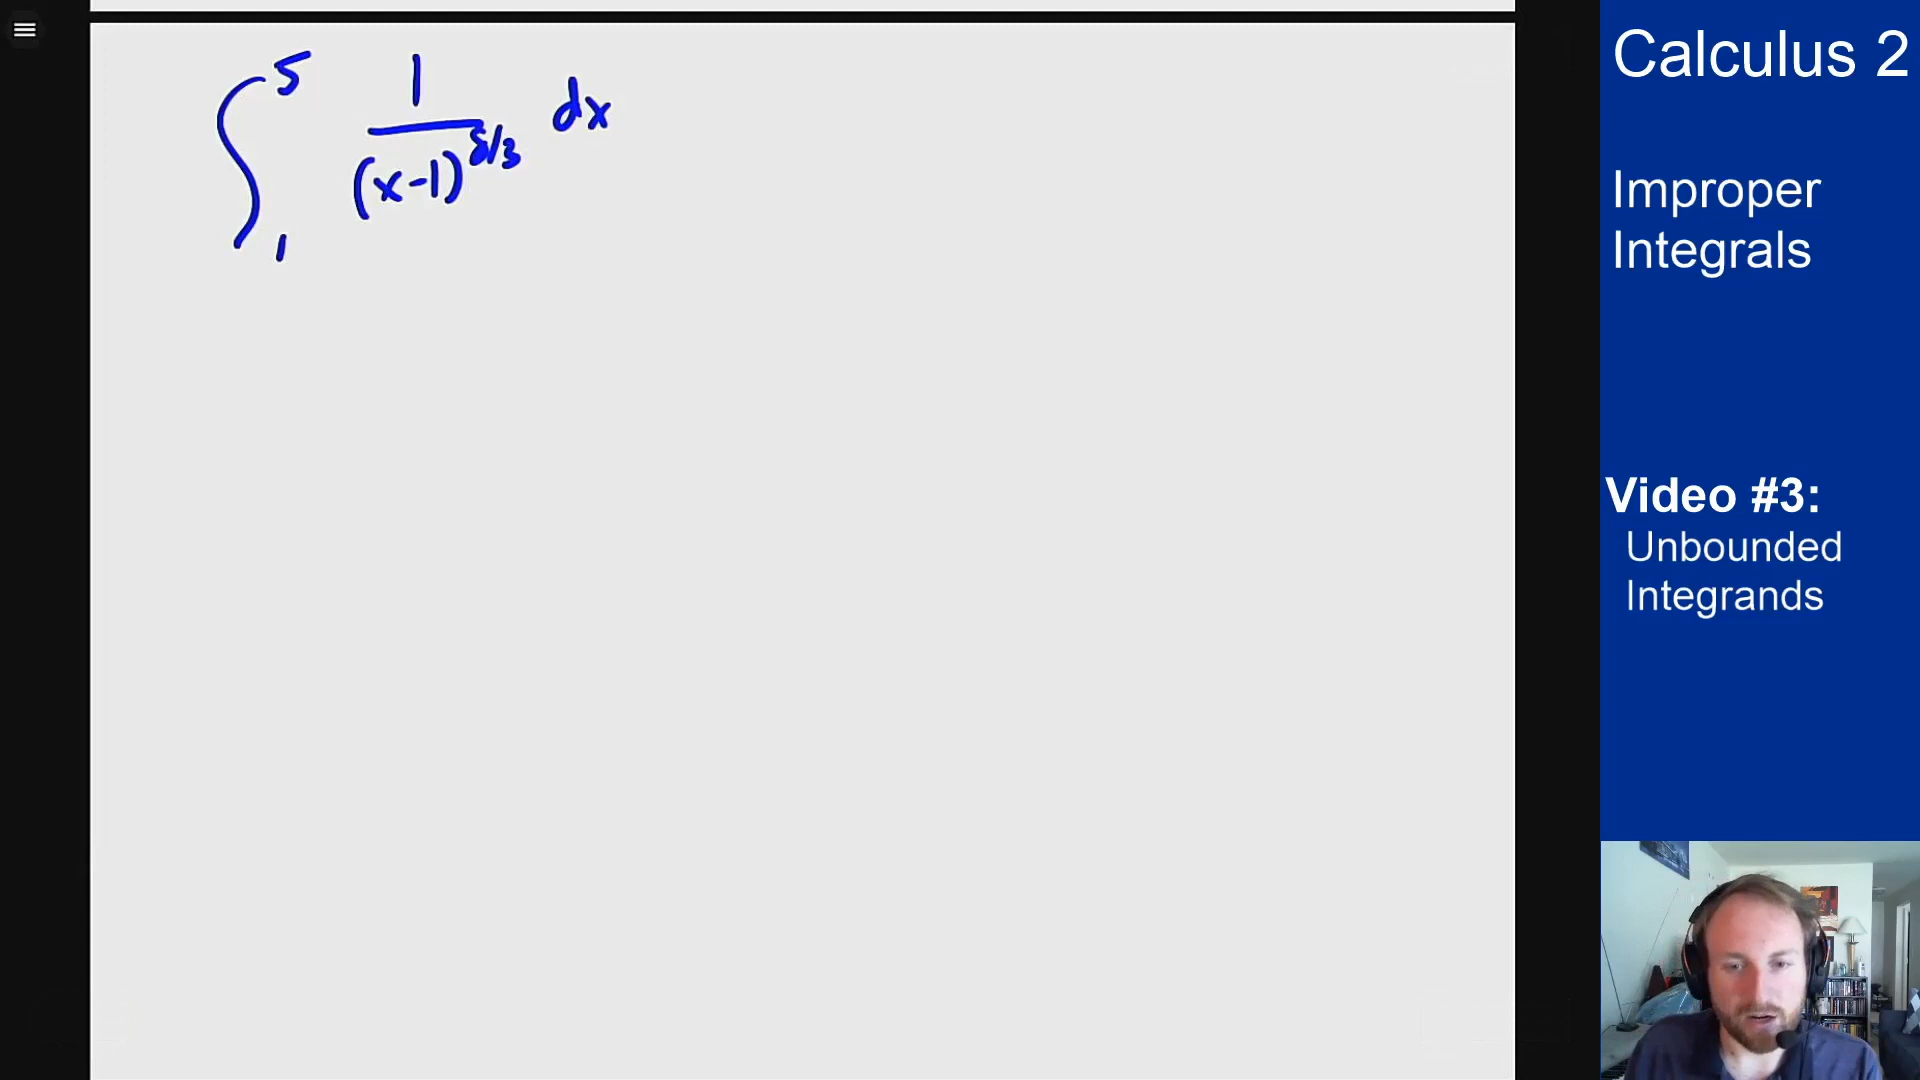 ∫₁⁵ 1/(x-1)^(5/3) dx
Calculus 2
Improper
Integrals
Video #3:
Unbounded
Integrands